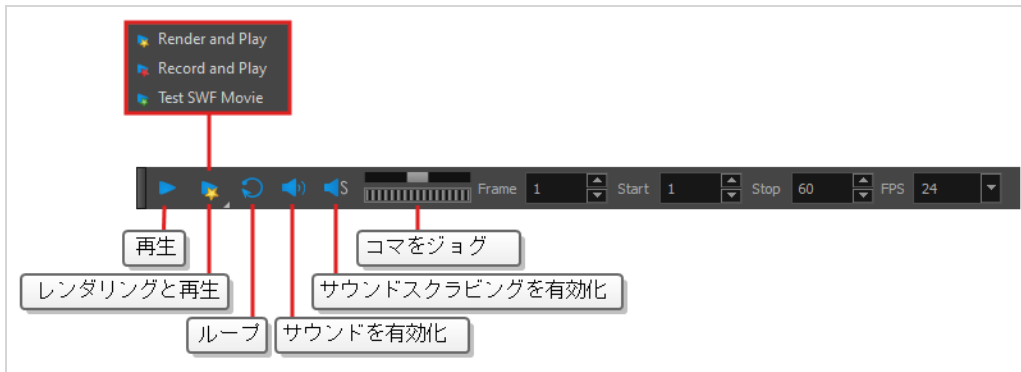 Render and Play
Record and Play
Test SWF Movie
S Frame 1 Start 1 Stop 60 FPS 24
再生
コマをジョグ
レンダリングと再生
サウンドスクラビングを有効化
ループ
サウンドを有効化